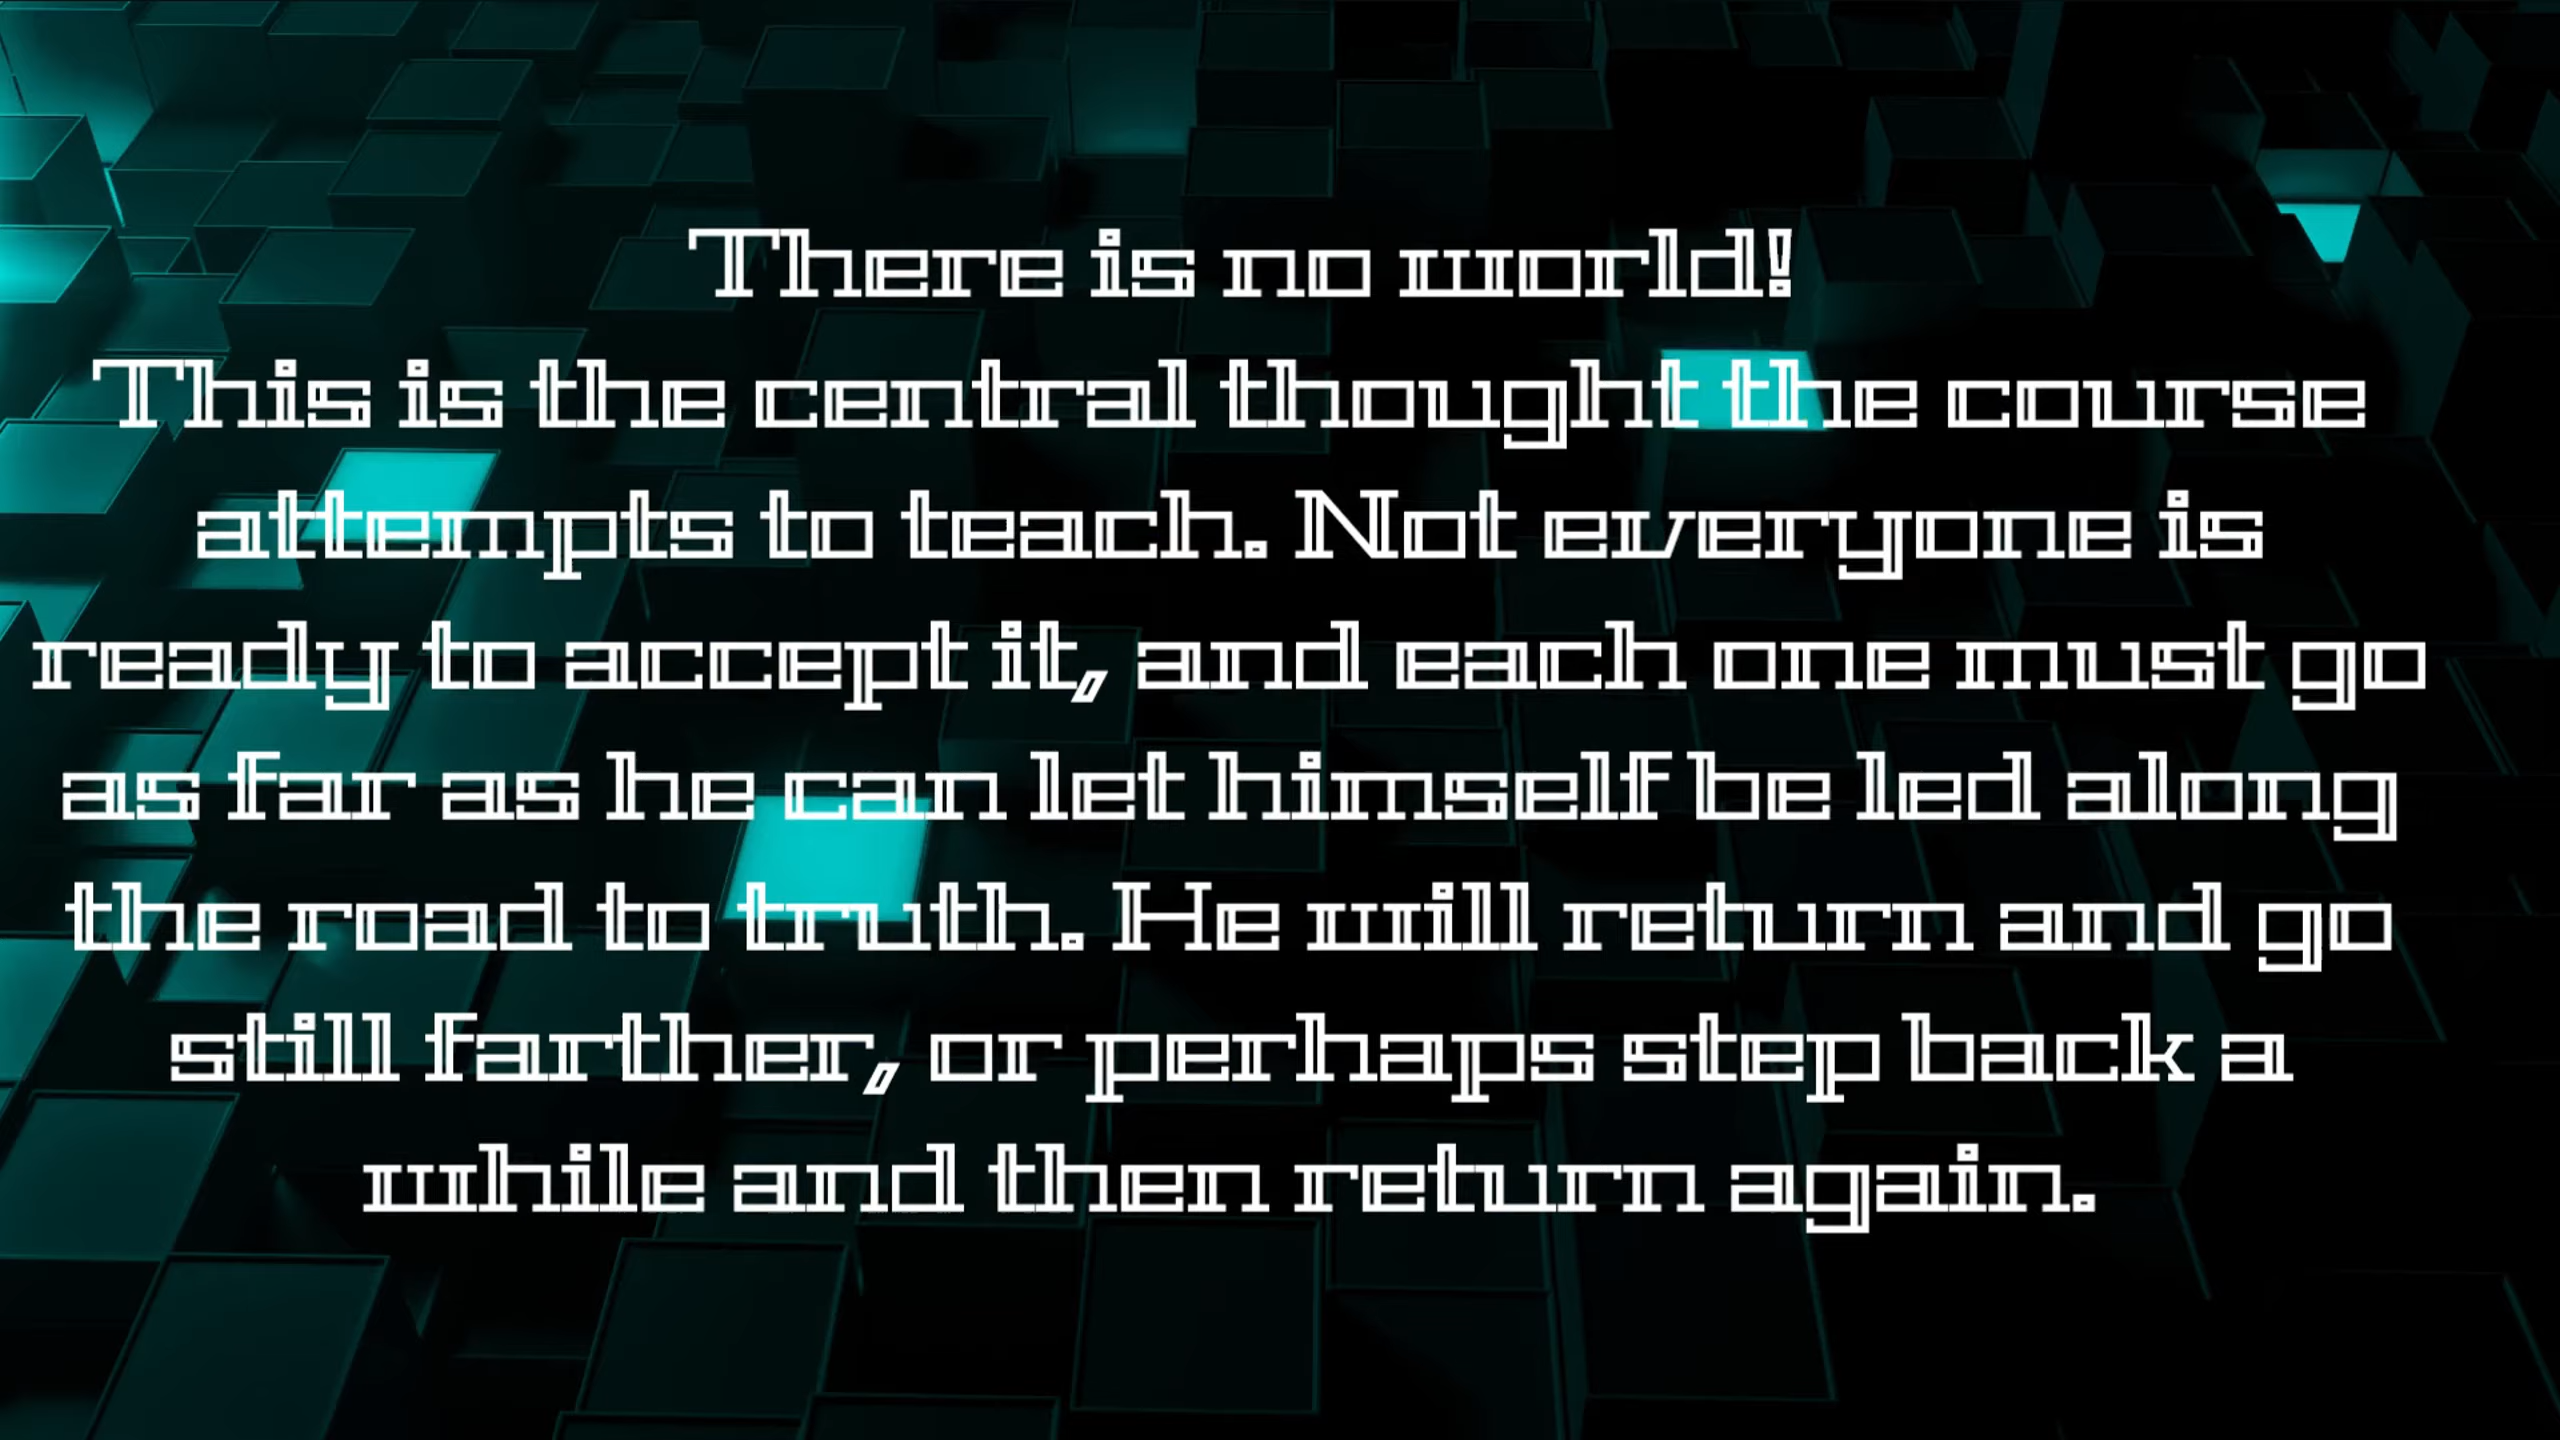 There is no world!
This is the central thought the course
attempts to teach. Not everyone is
ready to accept it, and each one must go
as far as he can let himself be led along
the road to truth. He will return and go
still farther, or perhaps step back a
while and then return again.